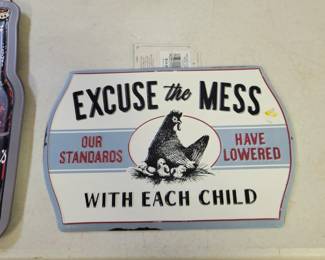 EXCUSE the MESS
OUR STANDARDS HAVE LOWERED
WITH EACH CHILD